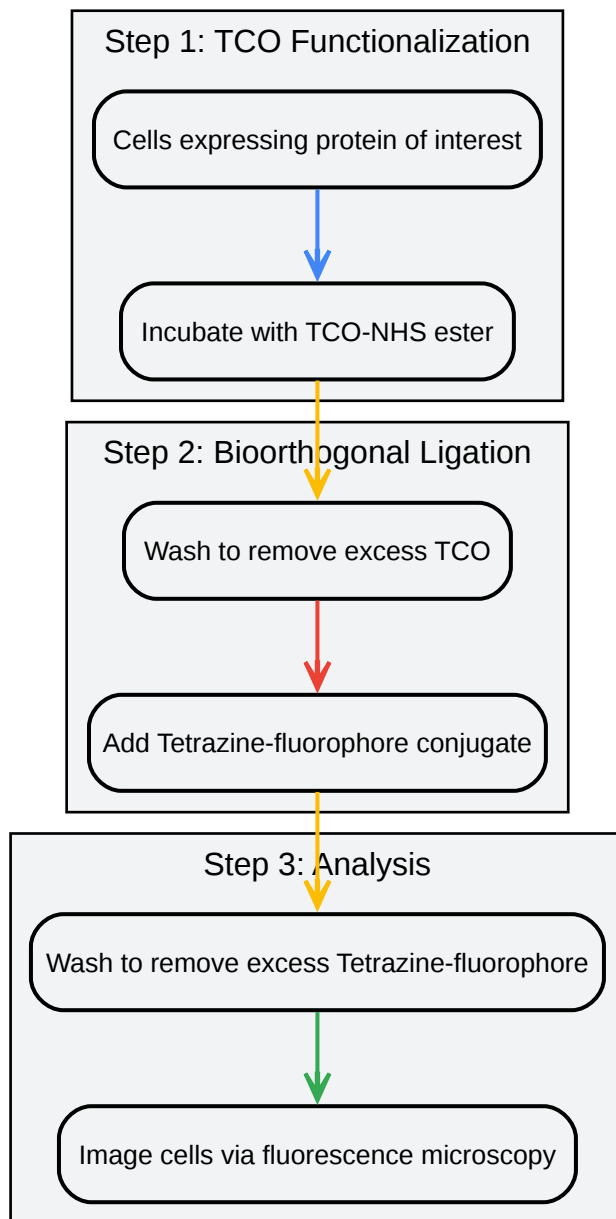 Step 1: TCO Functionalization
Cells expressing protein of interest
Incubate with TCO-NHS ester
Step 2: Bioorthogonal Ligation
Wash to remove excess TCO
Add Tetrazine-fluorophore conjugate
Step 3: Analysis
Wash to remove excess Tetrazine-fluorophore
Image cells via fluorescence microscopy